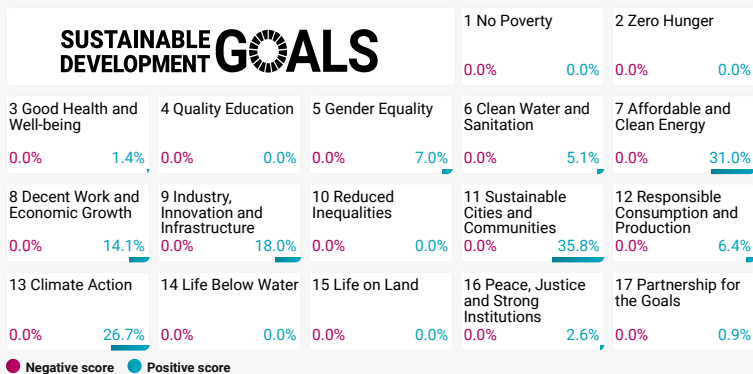 SUSTAINABLE
DEVELOPMENT
GOALS
1 No Poverty
0.0% 0.0%
2 Zero Hunger
0.0% 0.0%
3 Good Health and
Well-being
0.0% 1.4%
4 Quality Education
0.0% 0.0%
5 Gender Equality
0.0% 7.0%
6 Clean Water and
Sanitation
0.0% 5.1%
7 Affordable and
Clean Energy
0.0% 31.0%
8 Decent Work and
Economic Growth
0.0% 14.1%
9 Industry,
Innovation and
Infrastructure
0.0% 18.0%
10 Reduced
Inequalities
0.0% 0.0%
11 Sustainable
Cities and
Communities
0.0% 35.8%
12 Responsible
Consumption and
Production
0.0% 6.4%
13 Climate Action
0.0% 26.7%
14 Life Below Water
0.0% 0.0%
15 Life on Land
0.0% 0.0%
16 Peace, Justice
and Strong
Institutions
0.0% 2.6%
17 Partnership for
the Goals
0.0% 0.9%
Negative score Positive score